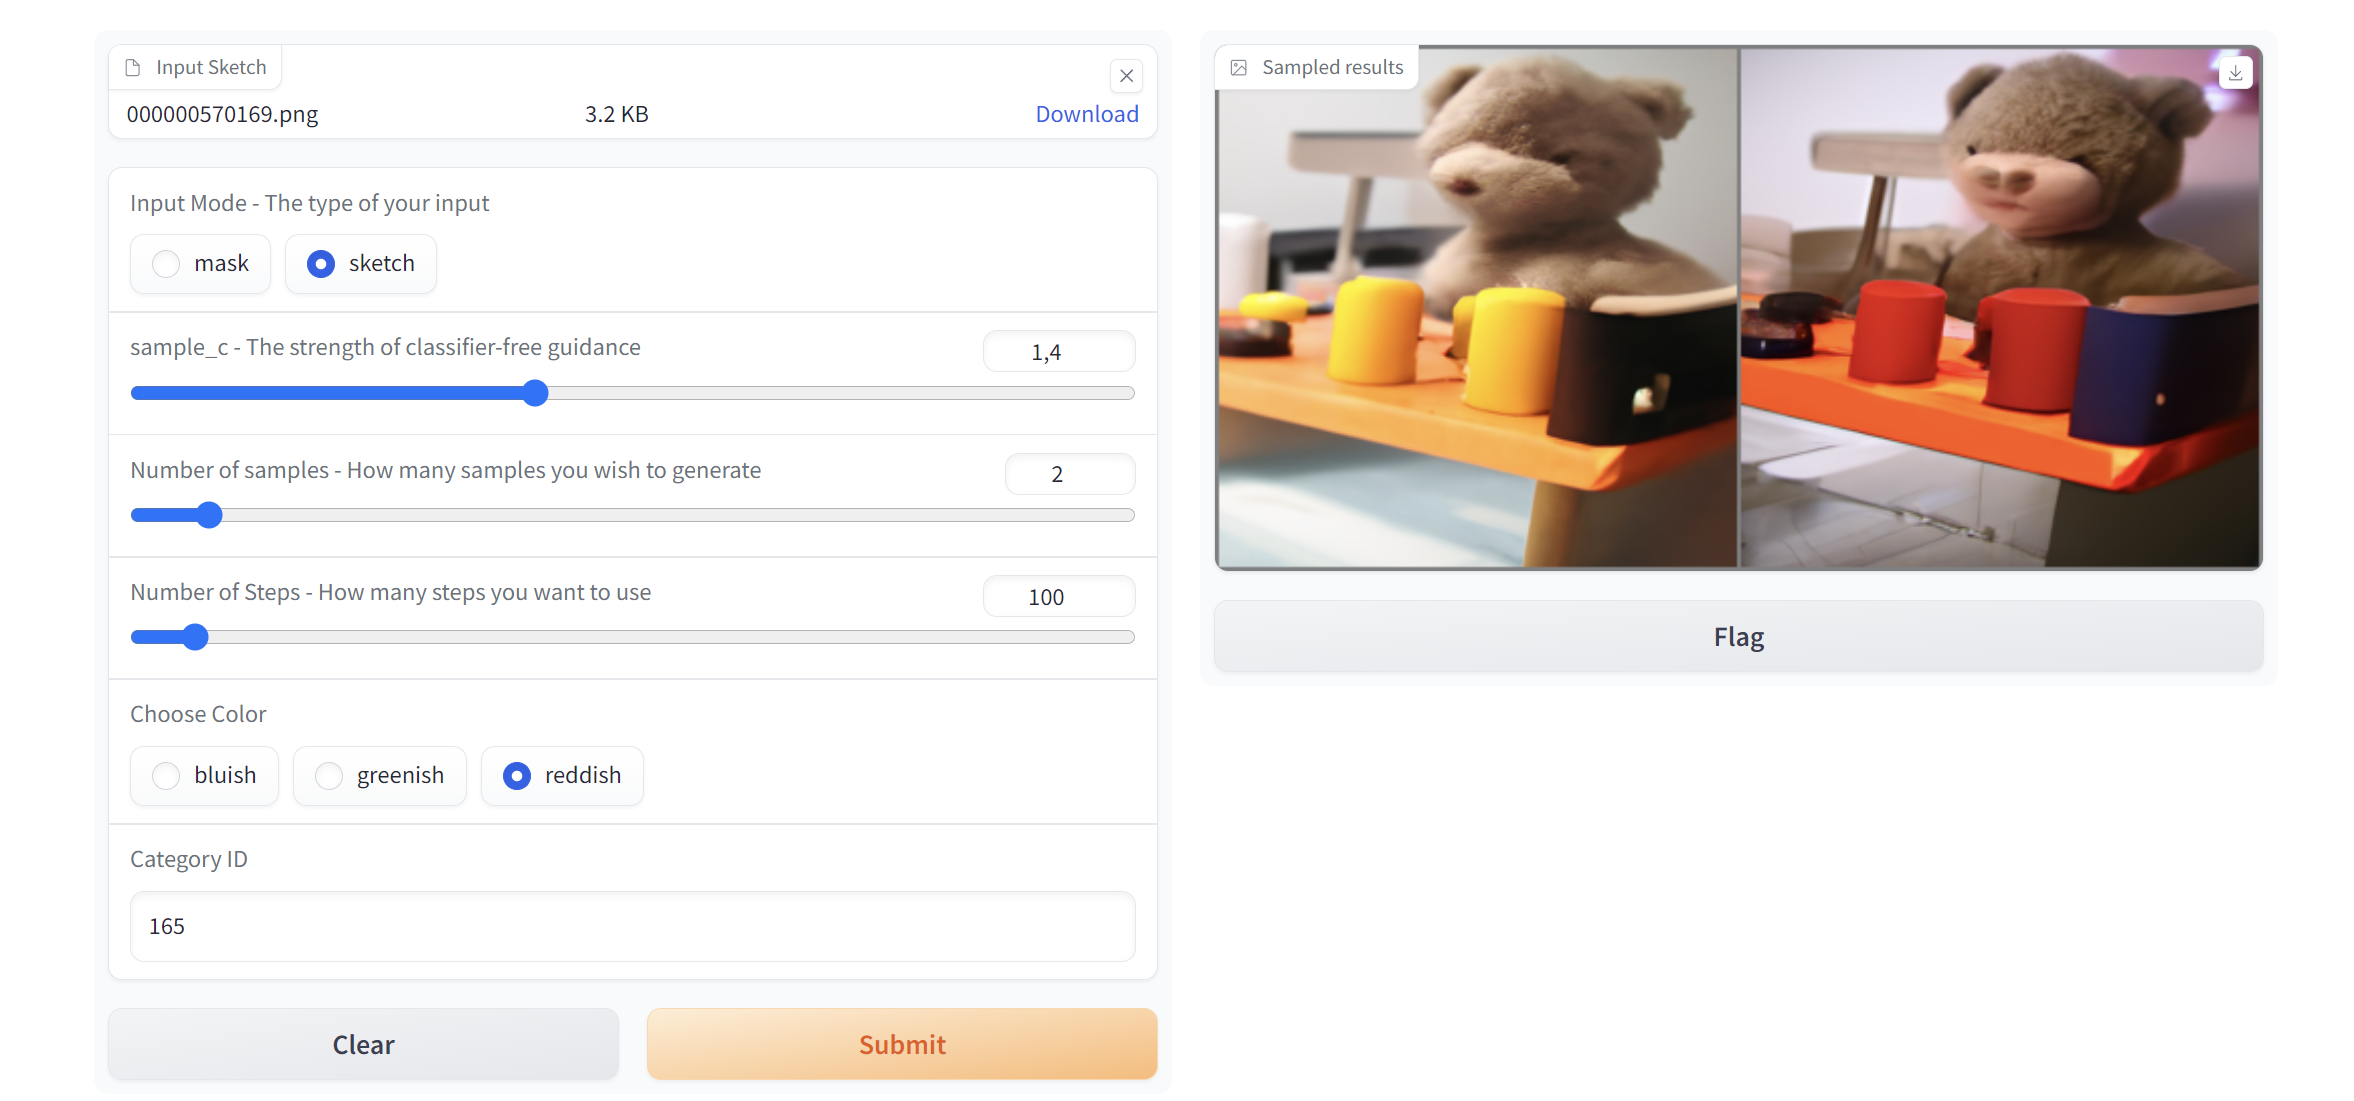 Input Sketch
000000570169.png 3.2 KB Download
Input Mode - The type of your input
mask sketch
sample_c - The strength of classifier-free guidance 1,4
Number of samples - How many samples you wish to generate 2
Number of Steps - How many steps you want to use 100
Choose Color
bluish greenish reddish
Category ID
165
Clear Submit
Sampled results
Flag